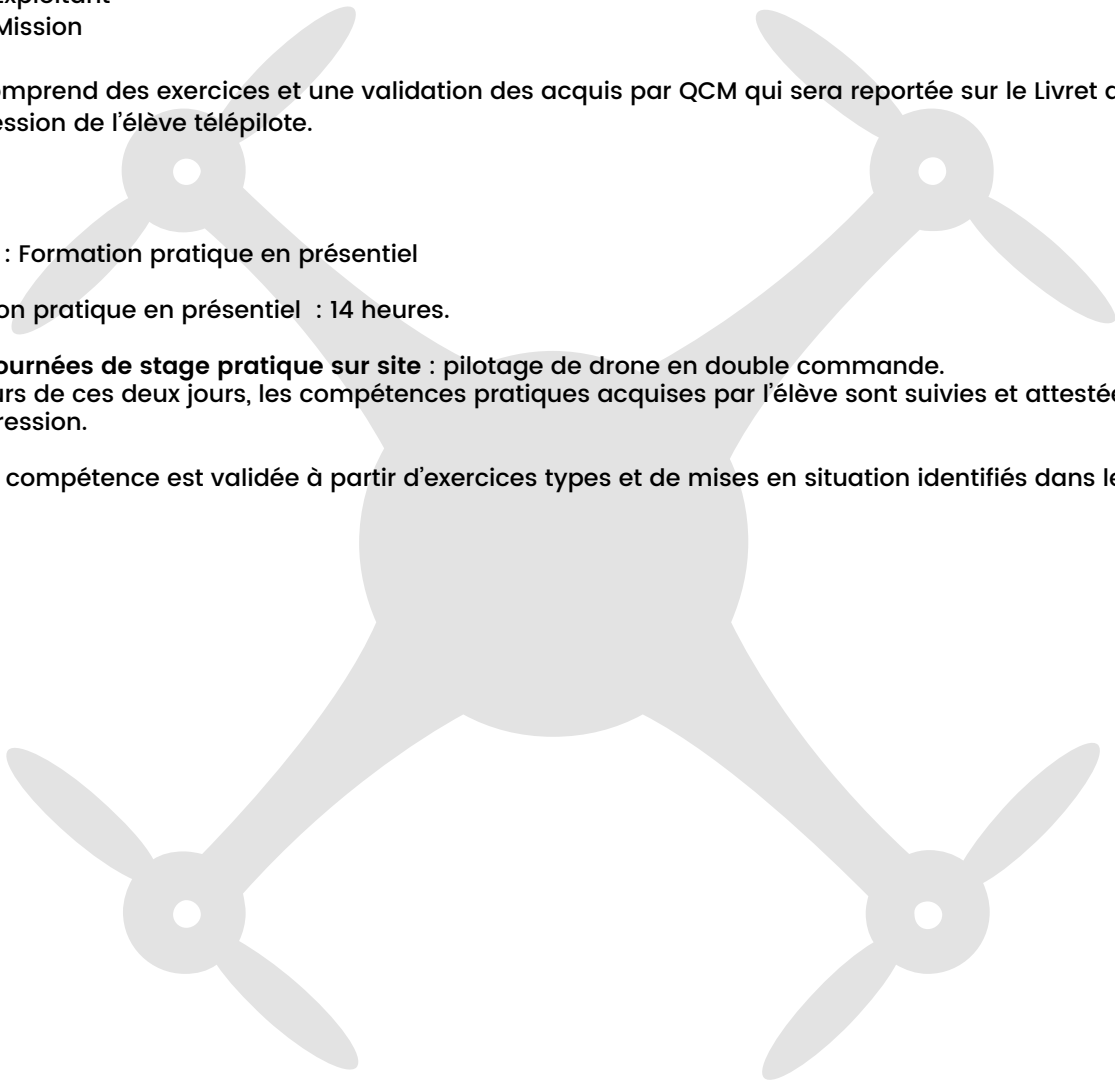 Exploitant
Mission
omprend des exercices et une validation des acquis par QCM qui sera reportée sur le Livret d
ession de l'élève télépilote.
: Formation pratique en présentiel
on pratique en présentiel : 14 heures.
ournées de stage pratique sur site : pilotage de drone en double commande.
urs de ces deux jours, les compétences pratiques acquises par l'élève sont suivies et attestée
ression.
compétence est validée à partir d'exercices types et de mises en situation identifiés dans le